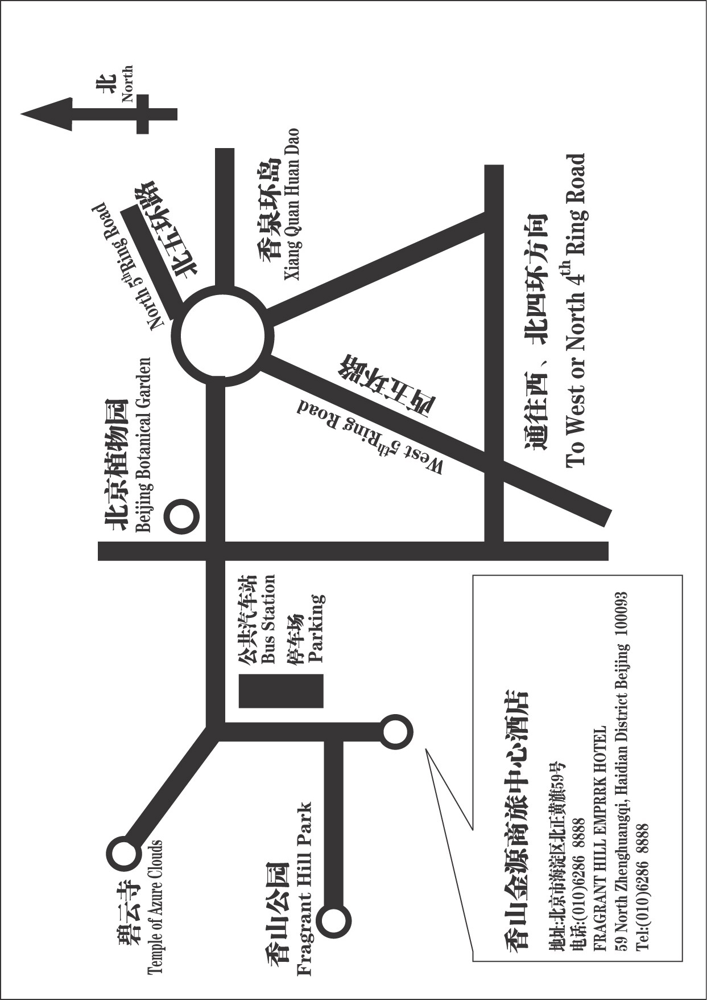 北
North
北五环路
North 5th Ring Road
香泉环岛
Xiang Quan Huan Dao
北京植物园
Beijing Botanical Garden
西五环路
West 5th Ring Road
通往西、北四环方向
To West or North 4th Ring Road
公共汽车站
Bus Station
停车场
Parking
碧云寺
Temple of Azure Clouds
香山公园
Fragrant Hill Park
香山金源商旅中心酒店
地址:北京市海淀区北正黄旗59号
电话:(010)6286 8888
FRAGRANT HILL EMPRRK HOTEL
59 North Zhenghuangqi, Haidian District Beijing 100093
Tel:(010)6286 8888